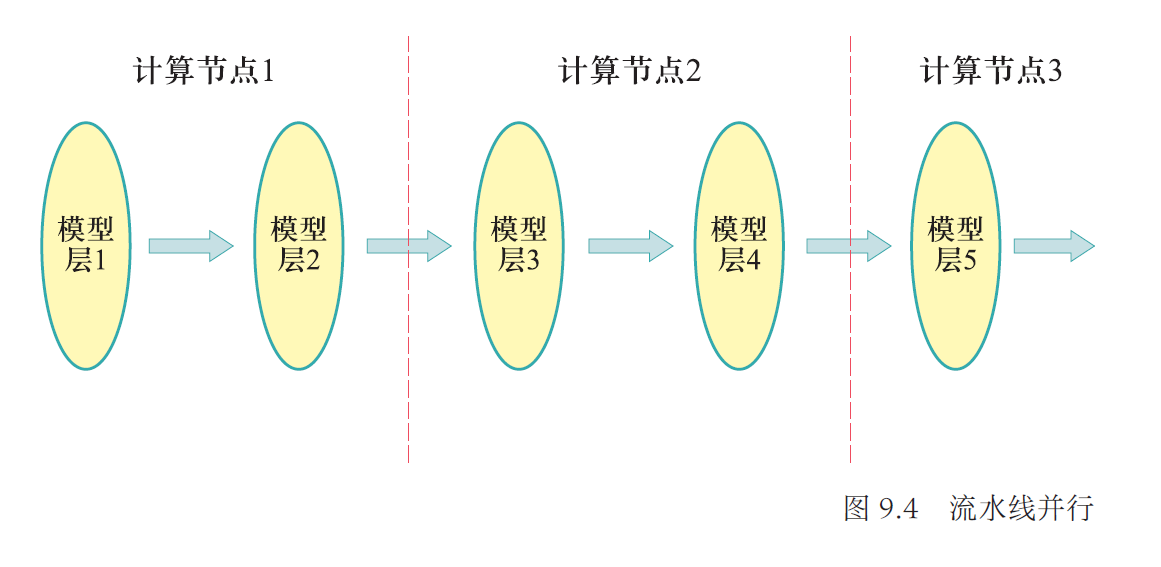 计算节点1
计算节点2
计算节点3
模型
层1
模型
层2
模型
层3
模型
层4
模型
层5
图 9.4 流水线并行